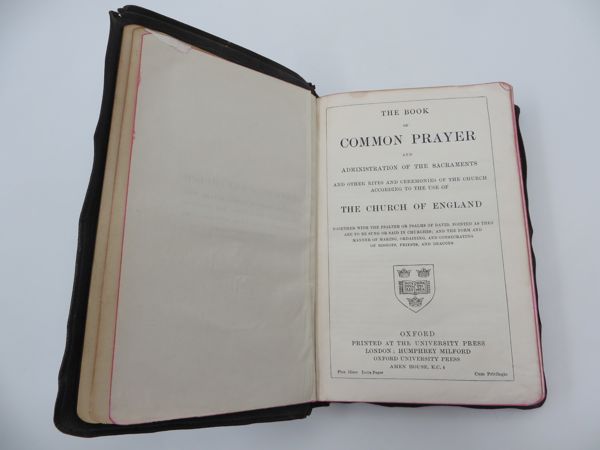 THE BOOK
OF
COMMON PRAYER
AND
ADMINISTRATION OF THE SACRAMENTS
AND OTHER RITES AND CEREMONIES OF THE CHURCH
ACCORDING TO THE USE OF
THE CHURCH OF ENGLAND
TOGETHER WITH THE PSALTER OR PSALMS OF DAVID, POINTED AS THEY
ARE TO BE SUNG OR SAID IN CHURCHES; AND THE FORM AND
MANNER OF MAKING, ORDAINING, AND CONSECRATING
OF BISHOPS, PRIESTS, AND DEACONS
OXFORD
PRINTED AT THE UNIVERSITY PRESS
LONDON: HUMPHREY MILFORD
OXFORD UNIVERSITY PRESS
AMEN HOUSE, E.C. 4
Cum Privilegio